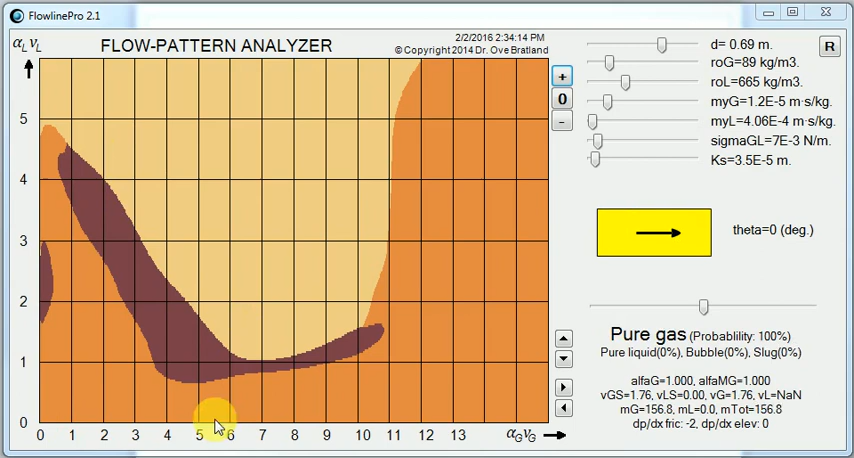 FlowlinePro 2.1
αL vL
FLOW-PATTERN ANALYZER
2/2/2016 2:34:14 PM
© Copyright 2014 Dr. Ove Bratland
5
4
3
2
1
0
0 1 2 3 4 5 6 7 8 9 10 11 12 13
αG vG
+
0
-
d= 0.69 m.
R
roG=89 kg/m3.
roL=665 kg/m3.
myG=1.2E-5 m·s/kg.
myL=4.06E-4 m·s/kg.
sigmaGL=7E-3 N/m.
Ks=3.5E-5 m.
theta=0 (deg.)
Pure gas (Probablility: 100%)
Pure liquid(0%), Bubble(0%), Slug(0%)
alfaG=1.000, alfaMG=1.000
vGS=1.76, vLS=0.00, vG=1.76, vL=NaN
mG=156.8, mL=0.0, mTot=156.8
dp/dx fric: -2, dp/dx elev: 0